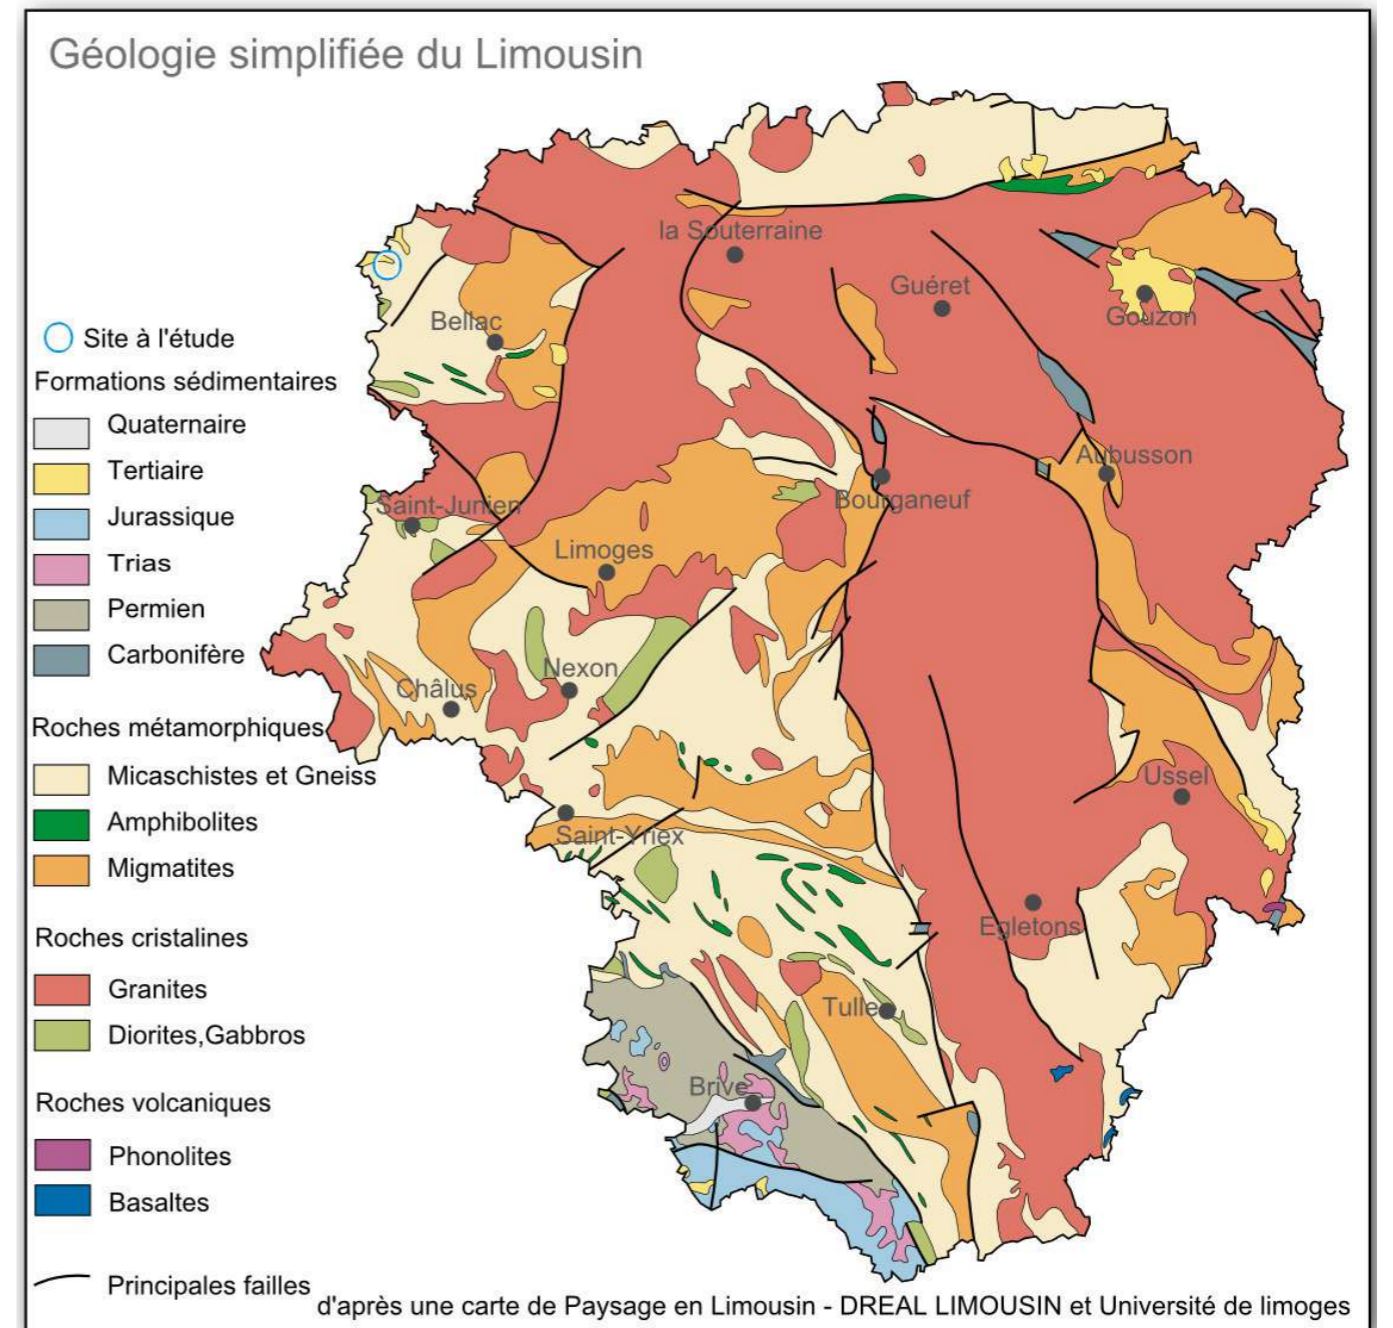 Géologie simplifiée du Limousin
la Souterraine
Guéret
Gouzon
Bellac
Site à l'étude
Formations sédimentaires
Quaternaire
Tertiaire
Jurassique
Trias
Permien
Carbonifère
Aubusson
Bourganeuf
Saint-Junien
Limoges
Nexon
Châlus
Roches métamorphiques
Micaschistes et Gneiss
Amphibolites
Migmatites
Ussel
Saint-Yriex
Egletons
Roches cristalines
Granites
Diorites,Gabbros
Tulle
Brive
Roches volcaniques
Phonolites
Basaltes
Principales failles
d'après une carte de Paysage en Limousin - DREAL LIMOUSIN et Université de limoges